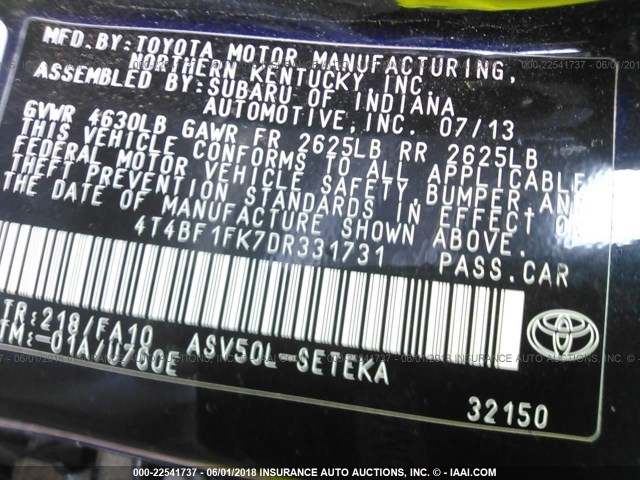 MFD.BY:TOYOTA MOTOR MANUFACTURING,
NORTHERN KENTUCKY INC.
ASSEMBLED BY:SUBARU OF INDIANA
AUTOMOTIVE,INC. 07/13
GVWR 4630LB GAWR FR 2625LB RR 2625LB
THIS VEHICLE CONFORMS TO ALL APPLICABLE
FEDERAL MOTOR VEHICLE SAFETY,BUMPER AND
THEFT PREVENTION STANDARDS IN EFFECT ON
THE DATE OF MANUFACTURE SHOWN ABOVE.
4T4BF1FK7DR331731 PASS.CAR
TR:218/FA10
TM:-01A/U760E ASV50L-SETEKA
32150
000-22541737 - 06/01/2018 INSURANCE AUTO AUCTIONS, INC. - © - IAAI.COM